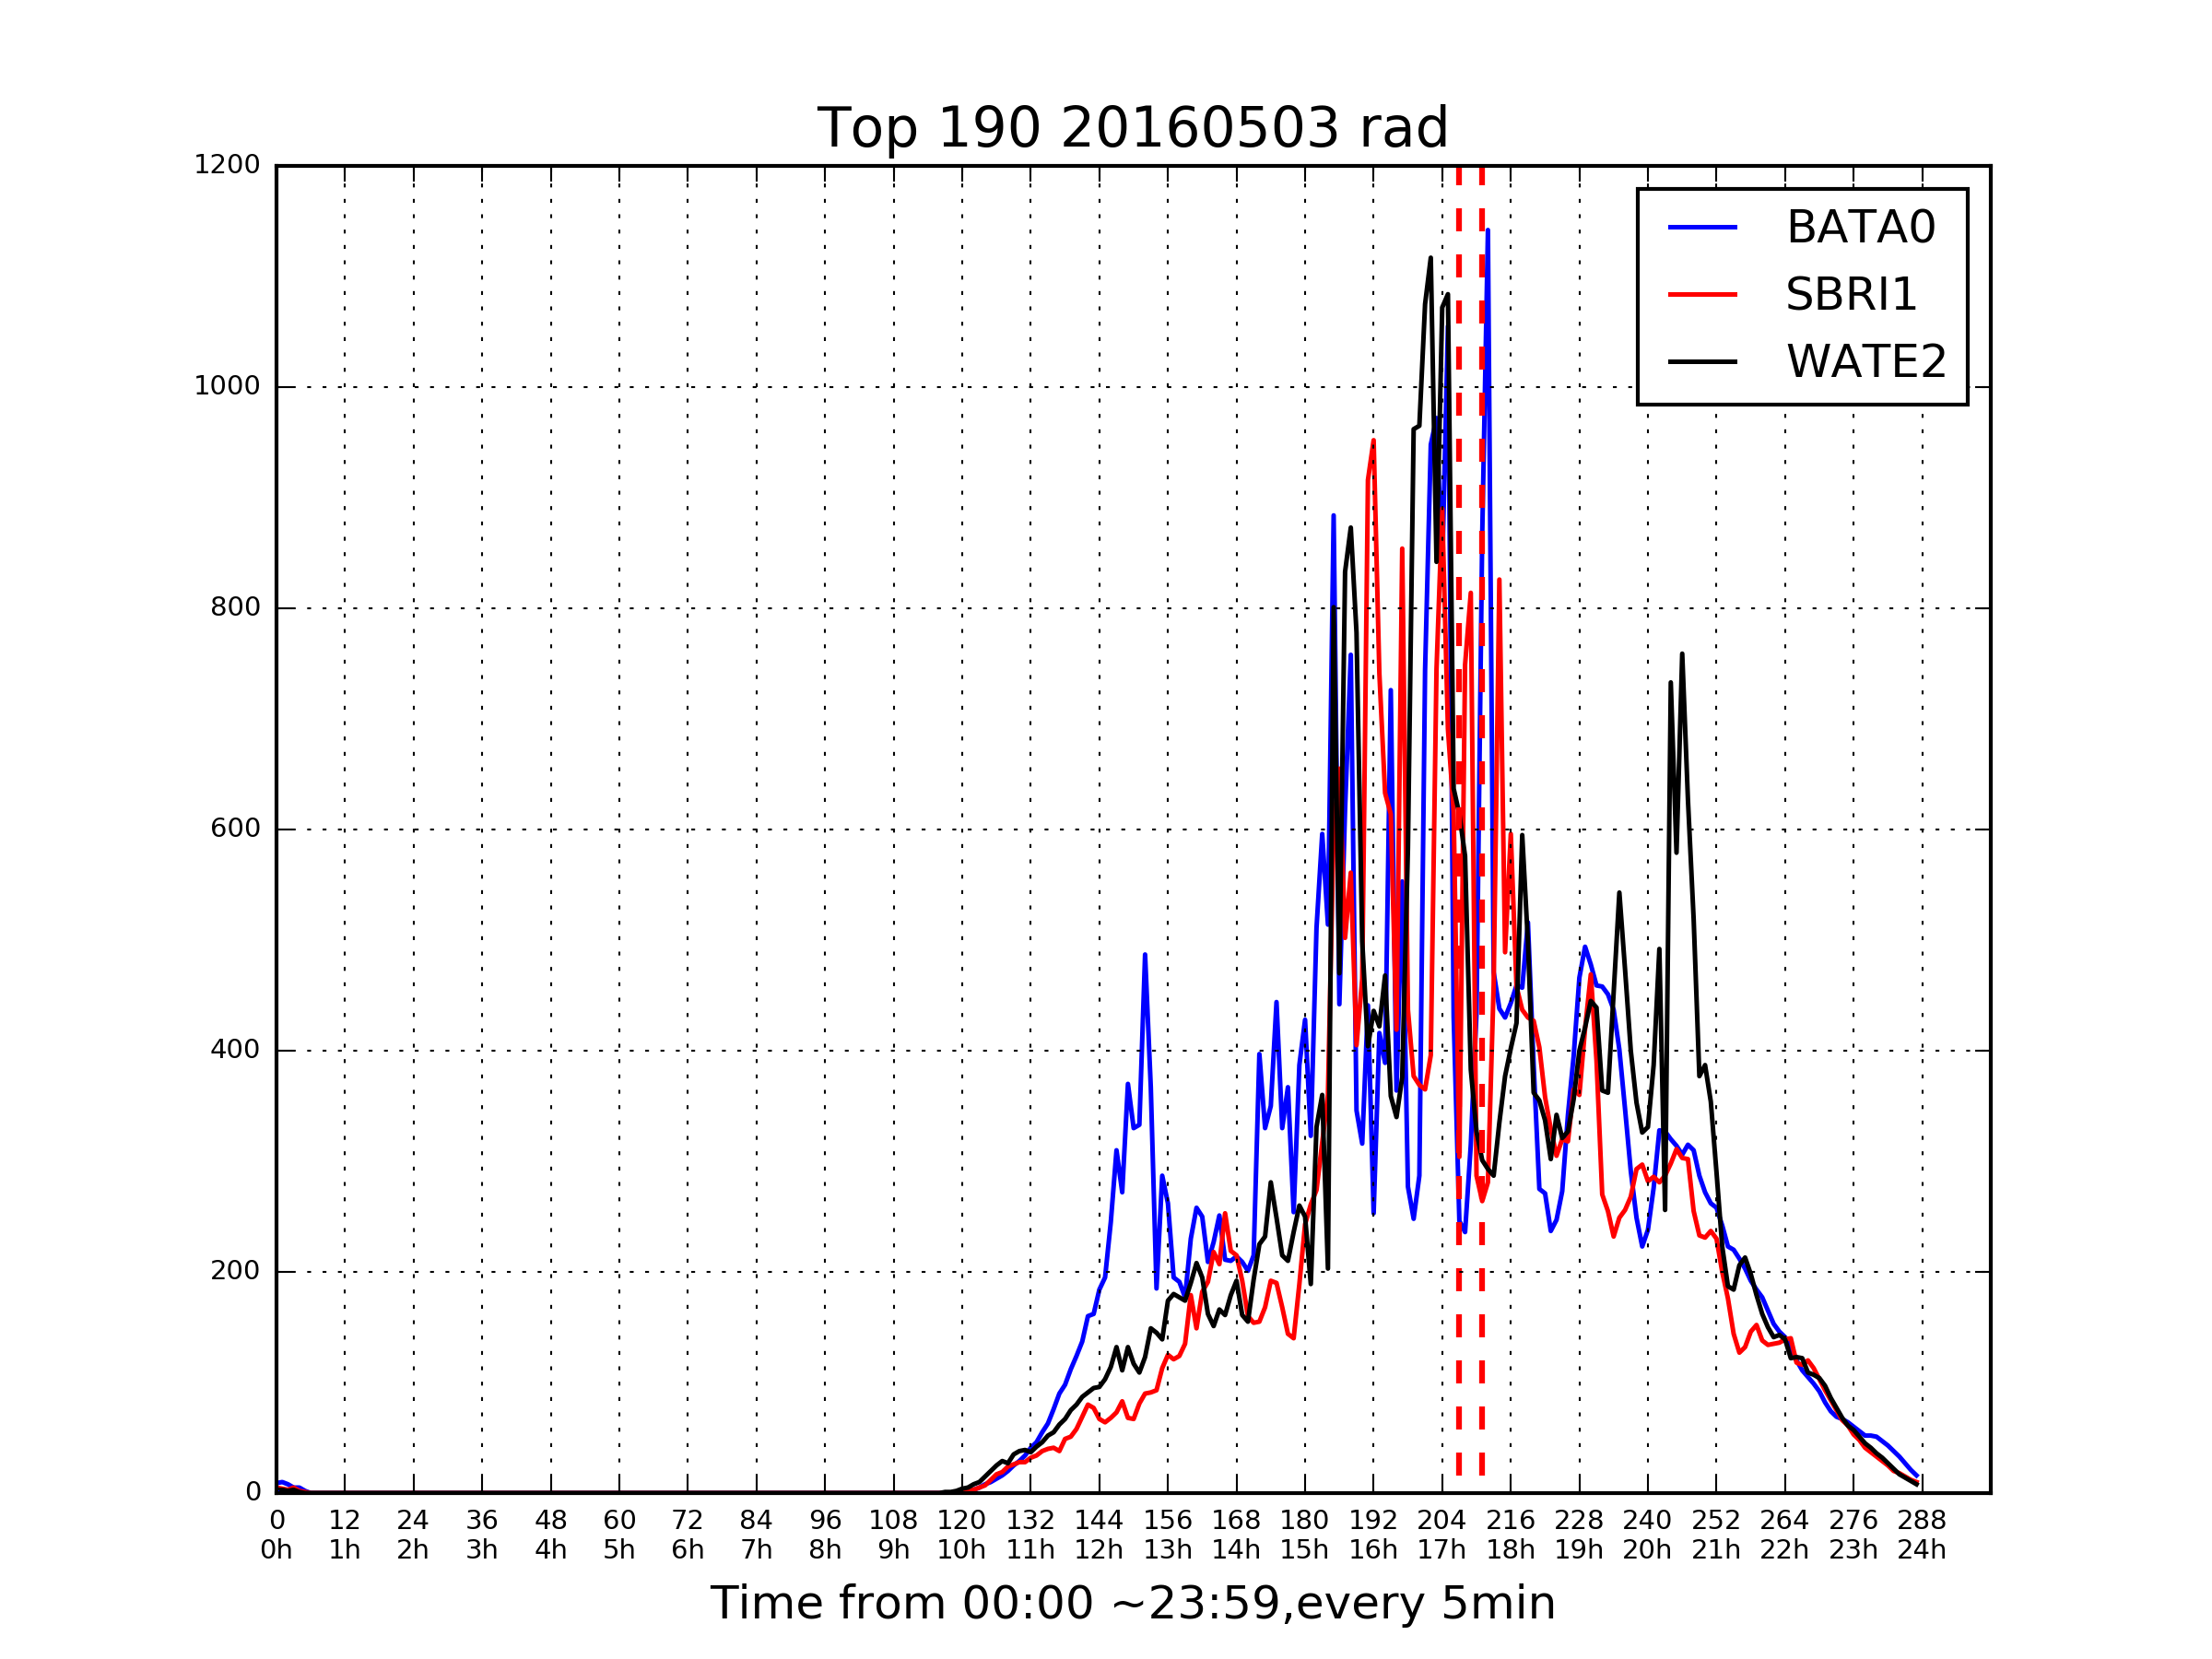 Top 190 20160503 rad
1200
1000
800
600
400
200
0
BATA0
SBRI1
WATE2
0 12 24 36 48 60 72 84 96 108 120 132 144 156 168 180 192 204 216 228 240 252 264 276 288
0h 1h 2h 3h 4h 5h 6h 7h 8h 9h 10h 11h 12h 13h 14h 15h 16h 17h 18h 19h 20h 21h 22h 23h 24h
Time from 00:00 ~23:59,every 5min